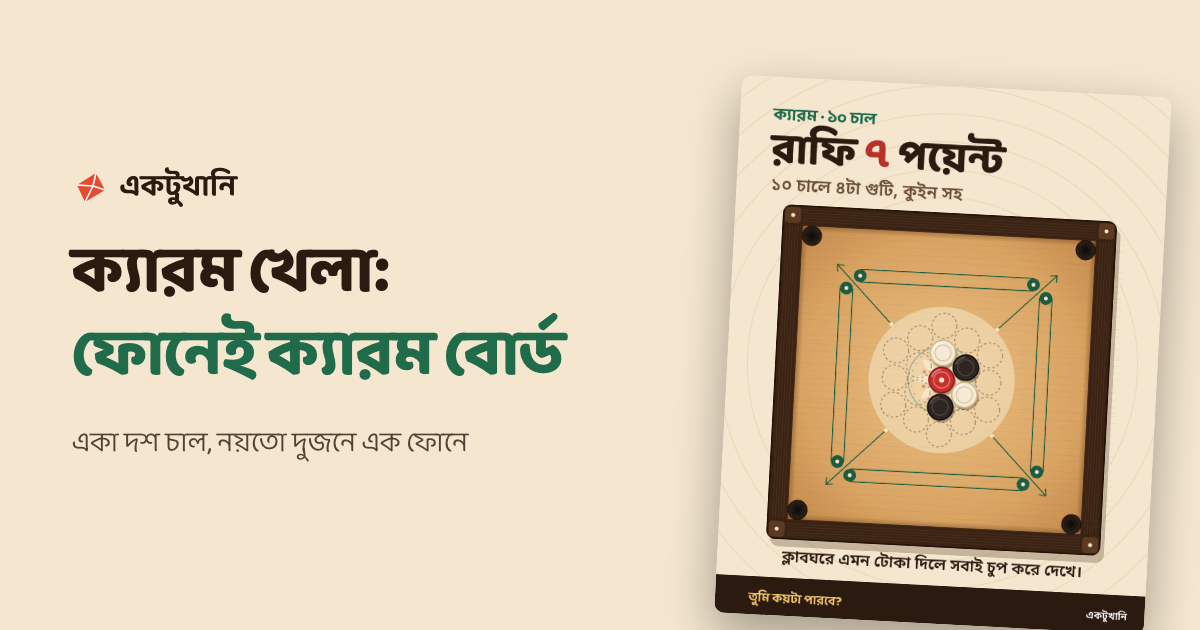 একটুখানি
ক্যারম খেলা:
ফোনেই ক্যারম বোর্ড
একা দশ চাল, নয়তো দুজনে এক ফোনে
ক্যারম · ১০ চাল
রাফি ৭ পয়েন্ট
১০ চালে ৪টা গুটি, কুইন সহ
ক্লাবঘরে এমন টোকা দিলে সবাই চুপ করে দেখে।
তুমি কয়টা পারবে?
একটুখানি